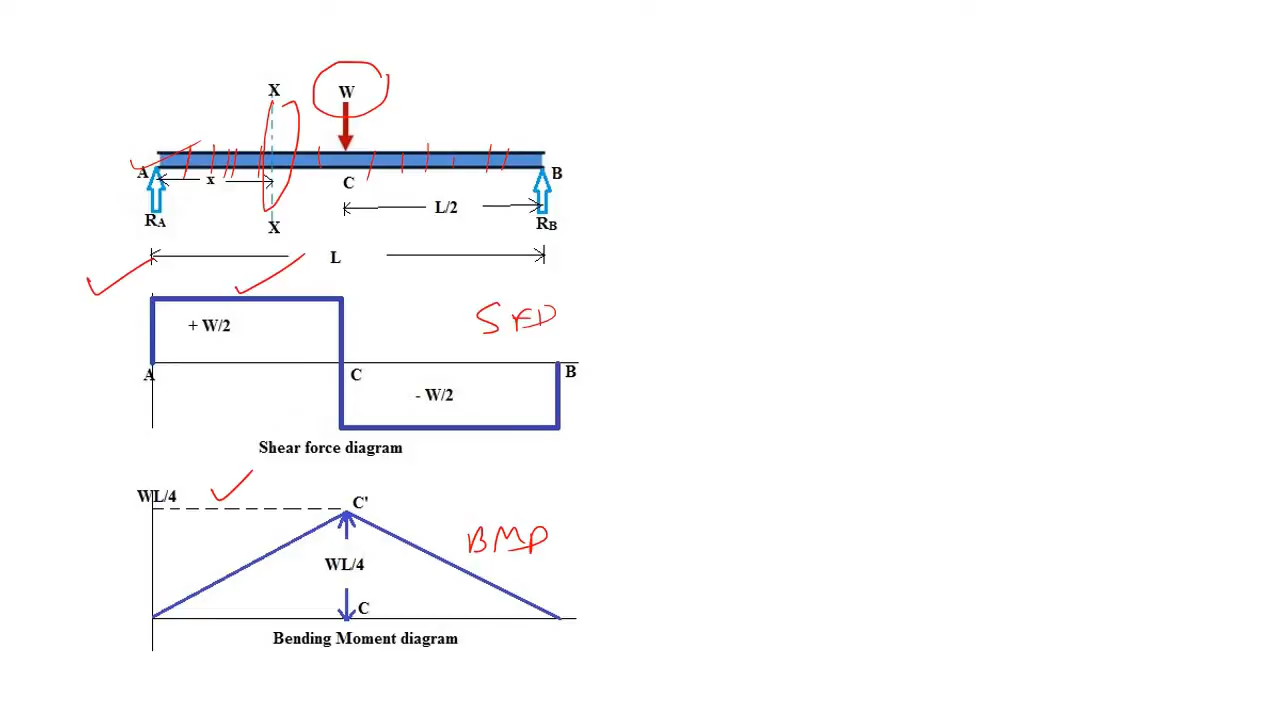 X
W
A
B
x
C
L/2
RA
RB
X
L
+ W/2
SFD
A
C
B
- W/2
Shear force diagram
WL/4
C'
BMD
WL/4
C
Bending Moment diagram